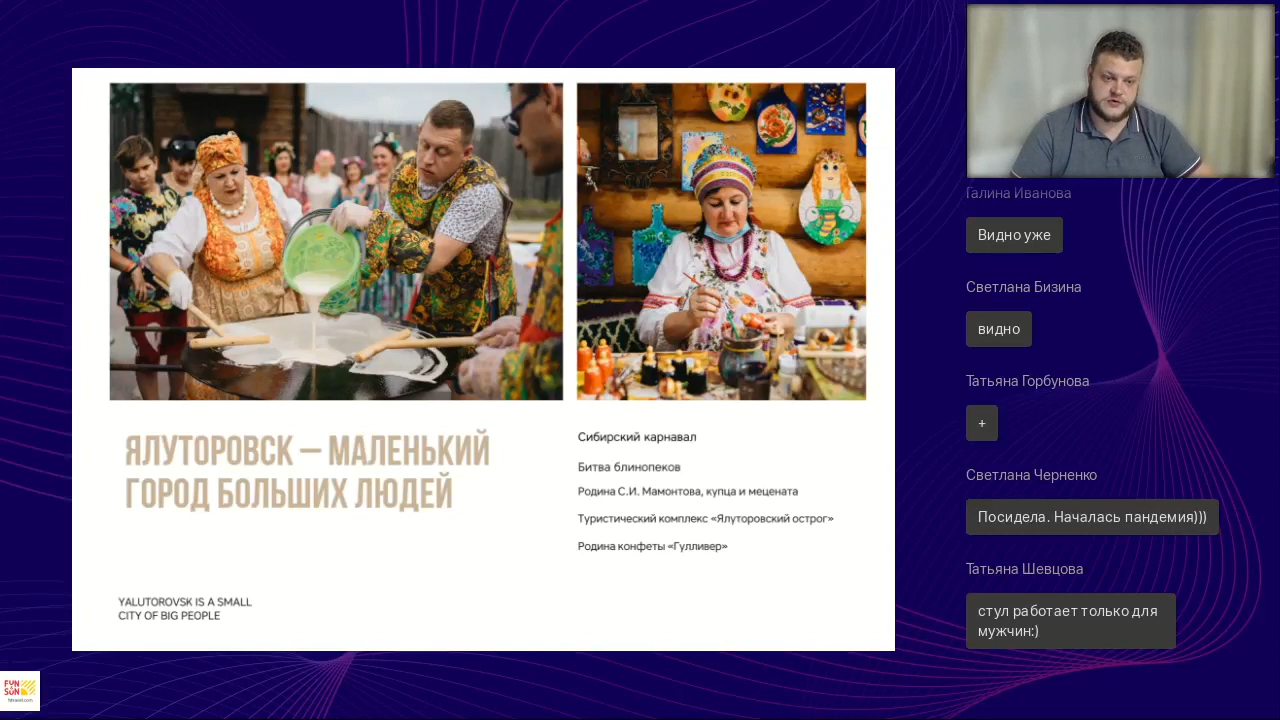 ЯЛУТОРОВСК — МАЛЕНЬКИЙ
ГОРОД БОЛЬШИХ ЛЮДЕЙ
YALUTOROVSK IS A SMALL
CITY OF BIG PEOPLE
Сибирский карнавал
Битва блинопеков
Родина С.И. Мамонтова, купца и мецената
Туристический комплекс «Ялуторовский острог»
Родина конфеты «Гулливер»
Галина Иванова
Видно уже
Светлана Бизина
видно
Татьяна Горбунова
+
Светлана Черненко
Посидела. Началась пандемия)))
Татьяна Шевцова
стул работает только для
мужчин:)
FUN
SUN